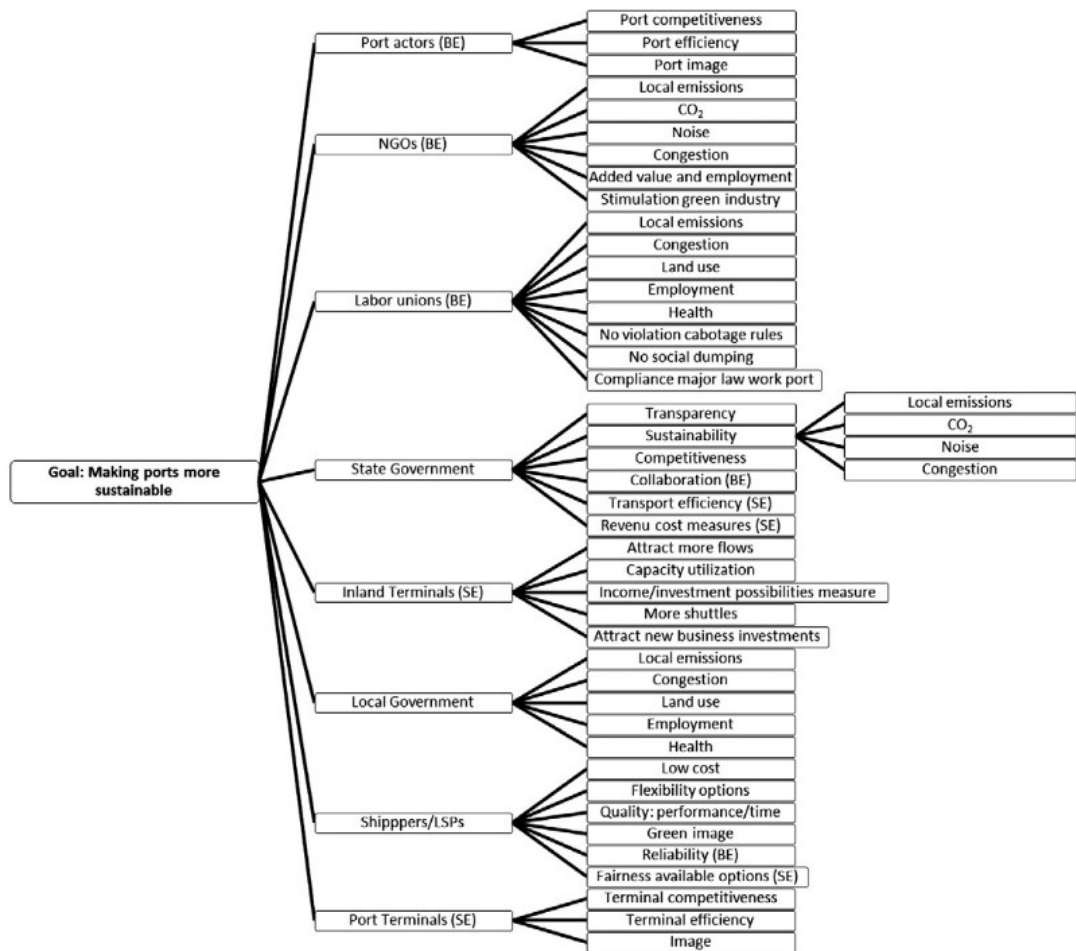 Goal: Making ports more
sustainable
Port actors (BE)
Port competitiveness
Port efficiency
Port image
NGOs (BE)
Local emissions
CO₂
Noise
Congestion
Added value and employment
Stimulation green industry
Labor unions (BE)
Local emissions
Congestion
Land use
Employment
Health
No violation cabotage rules
No social dumping
Compliance major law work port
State Government
Transparency
Sustainability
Local emissions
CO₂
Noise
Congestion
Competitiveness
Collaboration (BE)
Transport efficiency (SE)
Revenu cost measures (SE)
Inland Terminals (SE)
Attract more flows
Capacity utilization
Income/investment possibilities measure
More shuttles
Attract new business investments
Local Government
Local emissions
Congestion
Land use
Employment
Health
Shipppers/LSPs
Low cost
Flexibility options
Quality: performance/time
Green image
Reliability (BE)
Fairness available options (SE)
Port Terminals (SE)
Terminal competitiveness
Terminal efficiency
Image